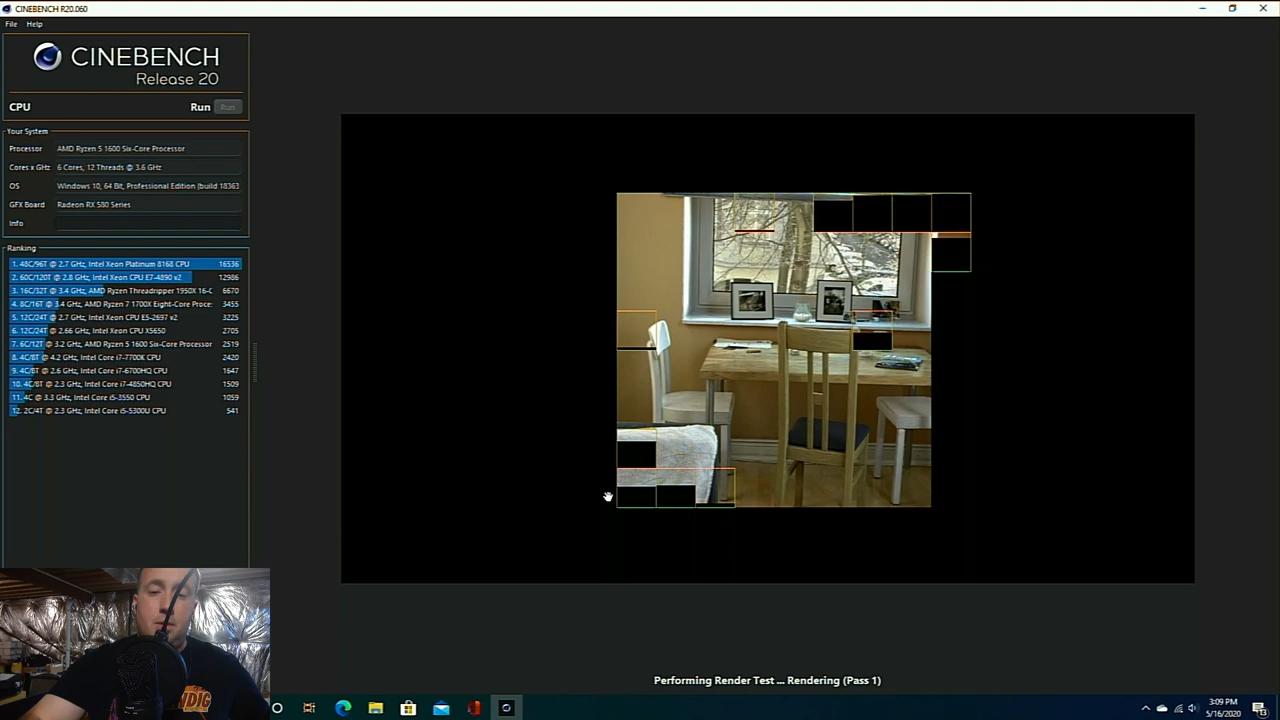 CINEBENCH R20.060
File Help
CINEBENCH
Release 20
CPU Run Run
Your System
Processor AMD Ryzen 5 1600 Six-Core Processor
Cores x GHz 6 Cores, 12 Threads @ 3.6 GHz
OS Windows 10, 64 Bit, Professional Edition (build 18363
GFX Board Radeon RX 580 Series
Info
Ranking
1. 48C/96T @ 2.7 GHz, Intel Xeon Platinum 8168 CPU 16536
2. 60C/120T @ 2.8 GHz, Intel Xeon CPU E7-4890 v2 12986
3. 16C/32T @ 3.4 GHz, AMD Ryzen Threadripper 1950X 16-C 6670
4. 8C/16T @ 3.4 GHz, AMD Ryzen 7 1700X Eight-Core Proce: 3455
5. 12C/24T @ 2.7 GHz, Intel Xeon CPU E5-2697 v2 3225
6. 12C/24T @ 2.66 GHz, Intel Xeon CPU X5650 2705
7. 6C/12T @ 3.2 GHz, AMD Ryzen 5 1600 Six-Core Processor 2519
8. 4C/8T @ 4.2 GHz, Intel Core i7-7700K CPU 2420
9. 4C/8T @ 2.6 GHz, Intel Core i7-6700HQ CPU 1647
10. 4C/8T @ 2.3 GHz, Intel Core i7-4850HQ CPU 1509
11. 4C @ 3.3 GHz, Intel Core i5-3550 CPU 1059
12. 2C/4T @ 2.3 GHz, Intel Core i5-5300U CPU 541
Performing Render Test ... Rendering (Pass 1)
3:09 PM
5/16/2020